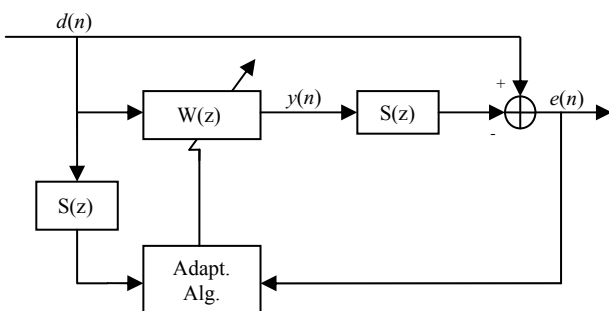 d(n)
+
W(z)
y(n)
S(z)
e(n)
-
S(z)
Adapt.
Alg.